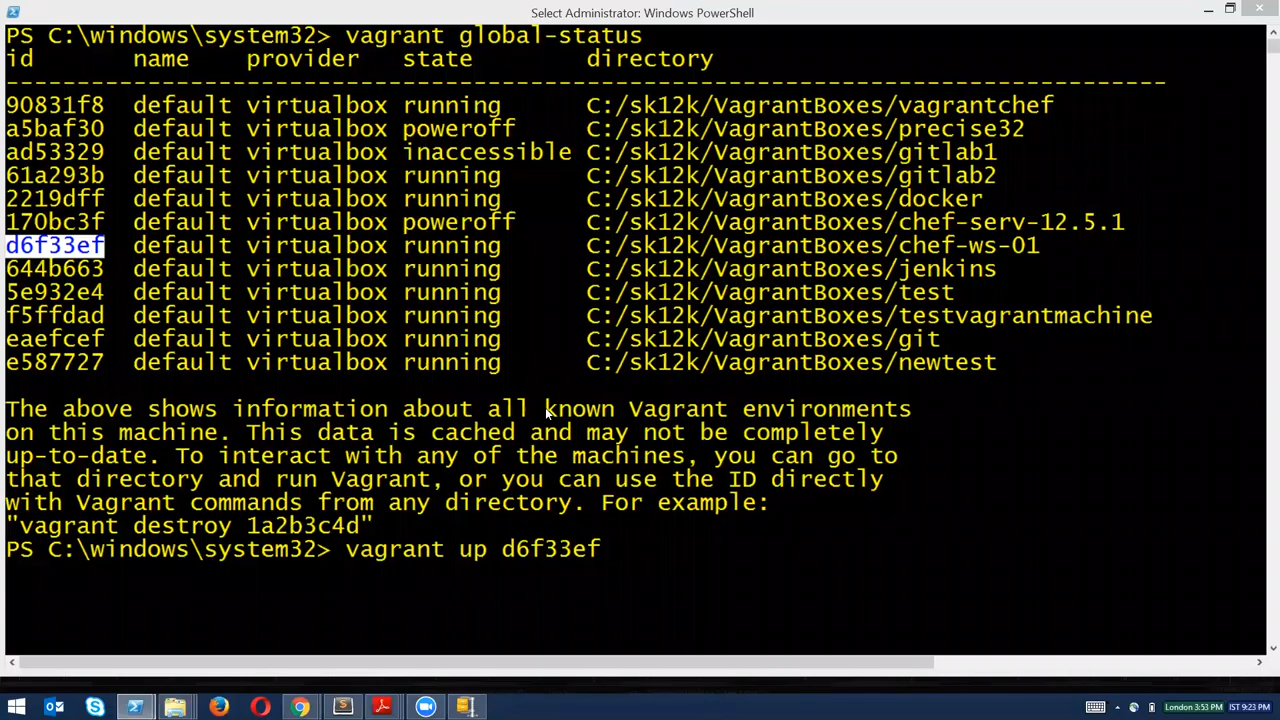 Select Administrator: Windows PowerShell
PS C:\windows\system32> vagrant global-status
id name provider state directory
--------------------------------------------------------------------------------
90831f8 default virtualbox running C:/sk12k/VagrantBoxes/vagrantchef
a5baf30 default virtualbox poweroff C:/sk12k/VagrantBoxes/precise32
ad53329 default virtualbox inaccessible C:/sk12k/VagrantBoxes/gitlab1
61a293b default virtualbox running C:/sk12k/VagrantBoxes/gitlab2
2219dff default virtualbox running C:/sk12k/VagrantBoxes/docker
170bc3f default virtualbox poweroff C:/sk12k/VagrantBoxes/chef-serv-12.5.1
d6f33ef default virtualbox running C:/sk12k/VagrantBoxes/chef-ws-01
644b663 default virtualbox running C:/sk12k/VagrantBoxes/jenkins
5e932e4 default virtualbox running C:/sk12k/VagrantBoxes/test
f5ffdad default virtualbox running C:/sk12k/VagrantBoxes/testvagrantmachine
eaefcef default virtualbox running C:/sk12k/VagrantBoxes/git
e587727 default virtualbox running C:/sk12k/VagrantBoxes/newtest
The above shows information about all known Vagrant environments
on this machine. This data is cached and may not be completely
up-to-date. To interact with any of the machines, you can go to
that directory and run Vagrant, or you can use the ID directly
with Vagrant commands from any directory. For example:
"vagrant destroy 1a2b3c4d"
PS C:\windows\system32> vagrant up d6f33ef
London 3:53 PM IST 9:23 PM